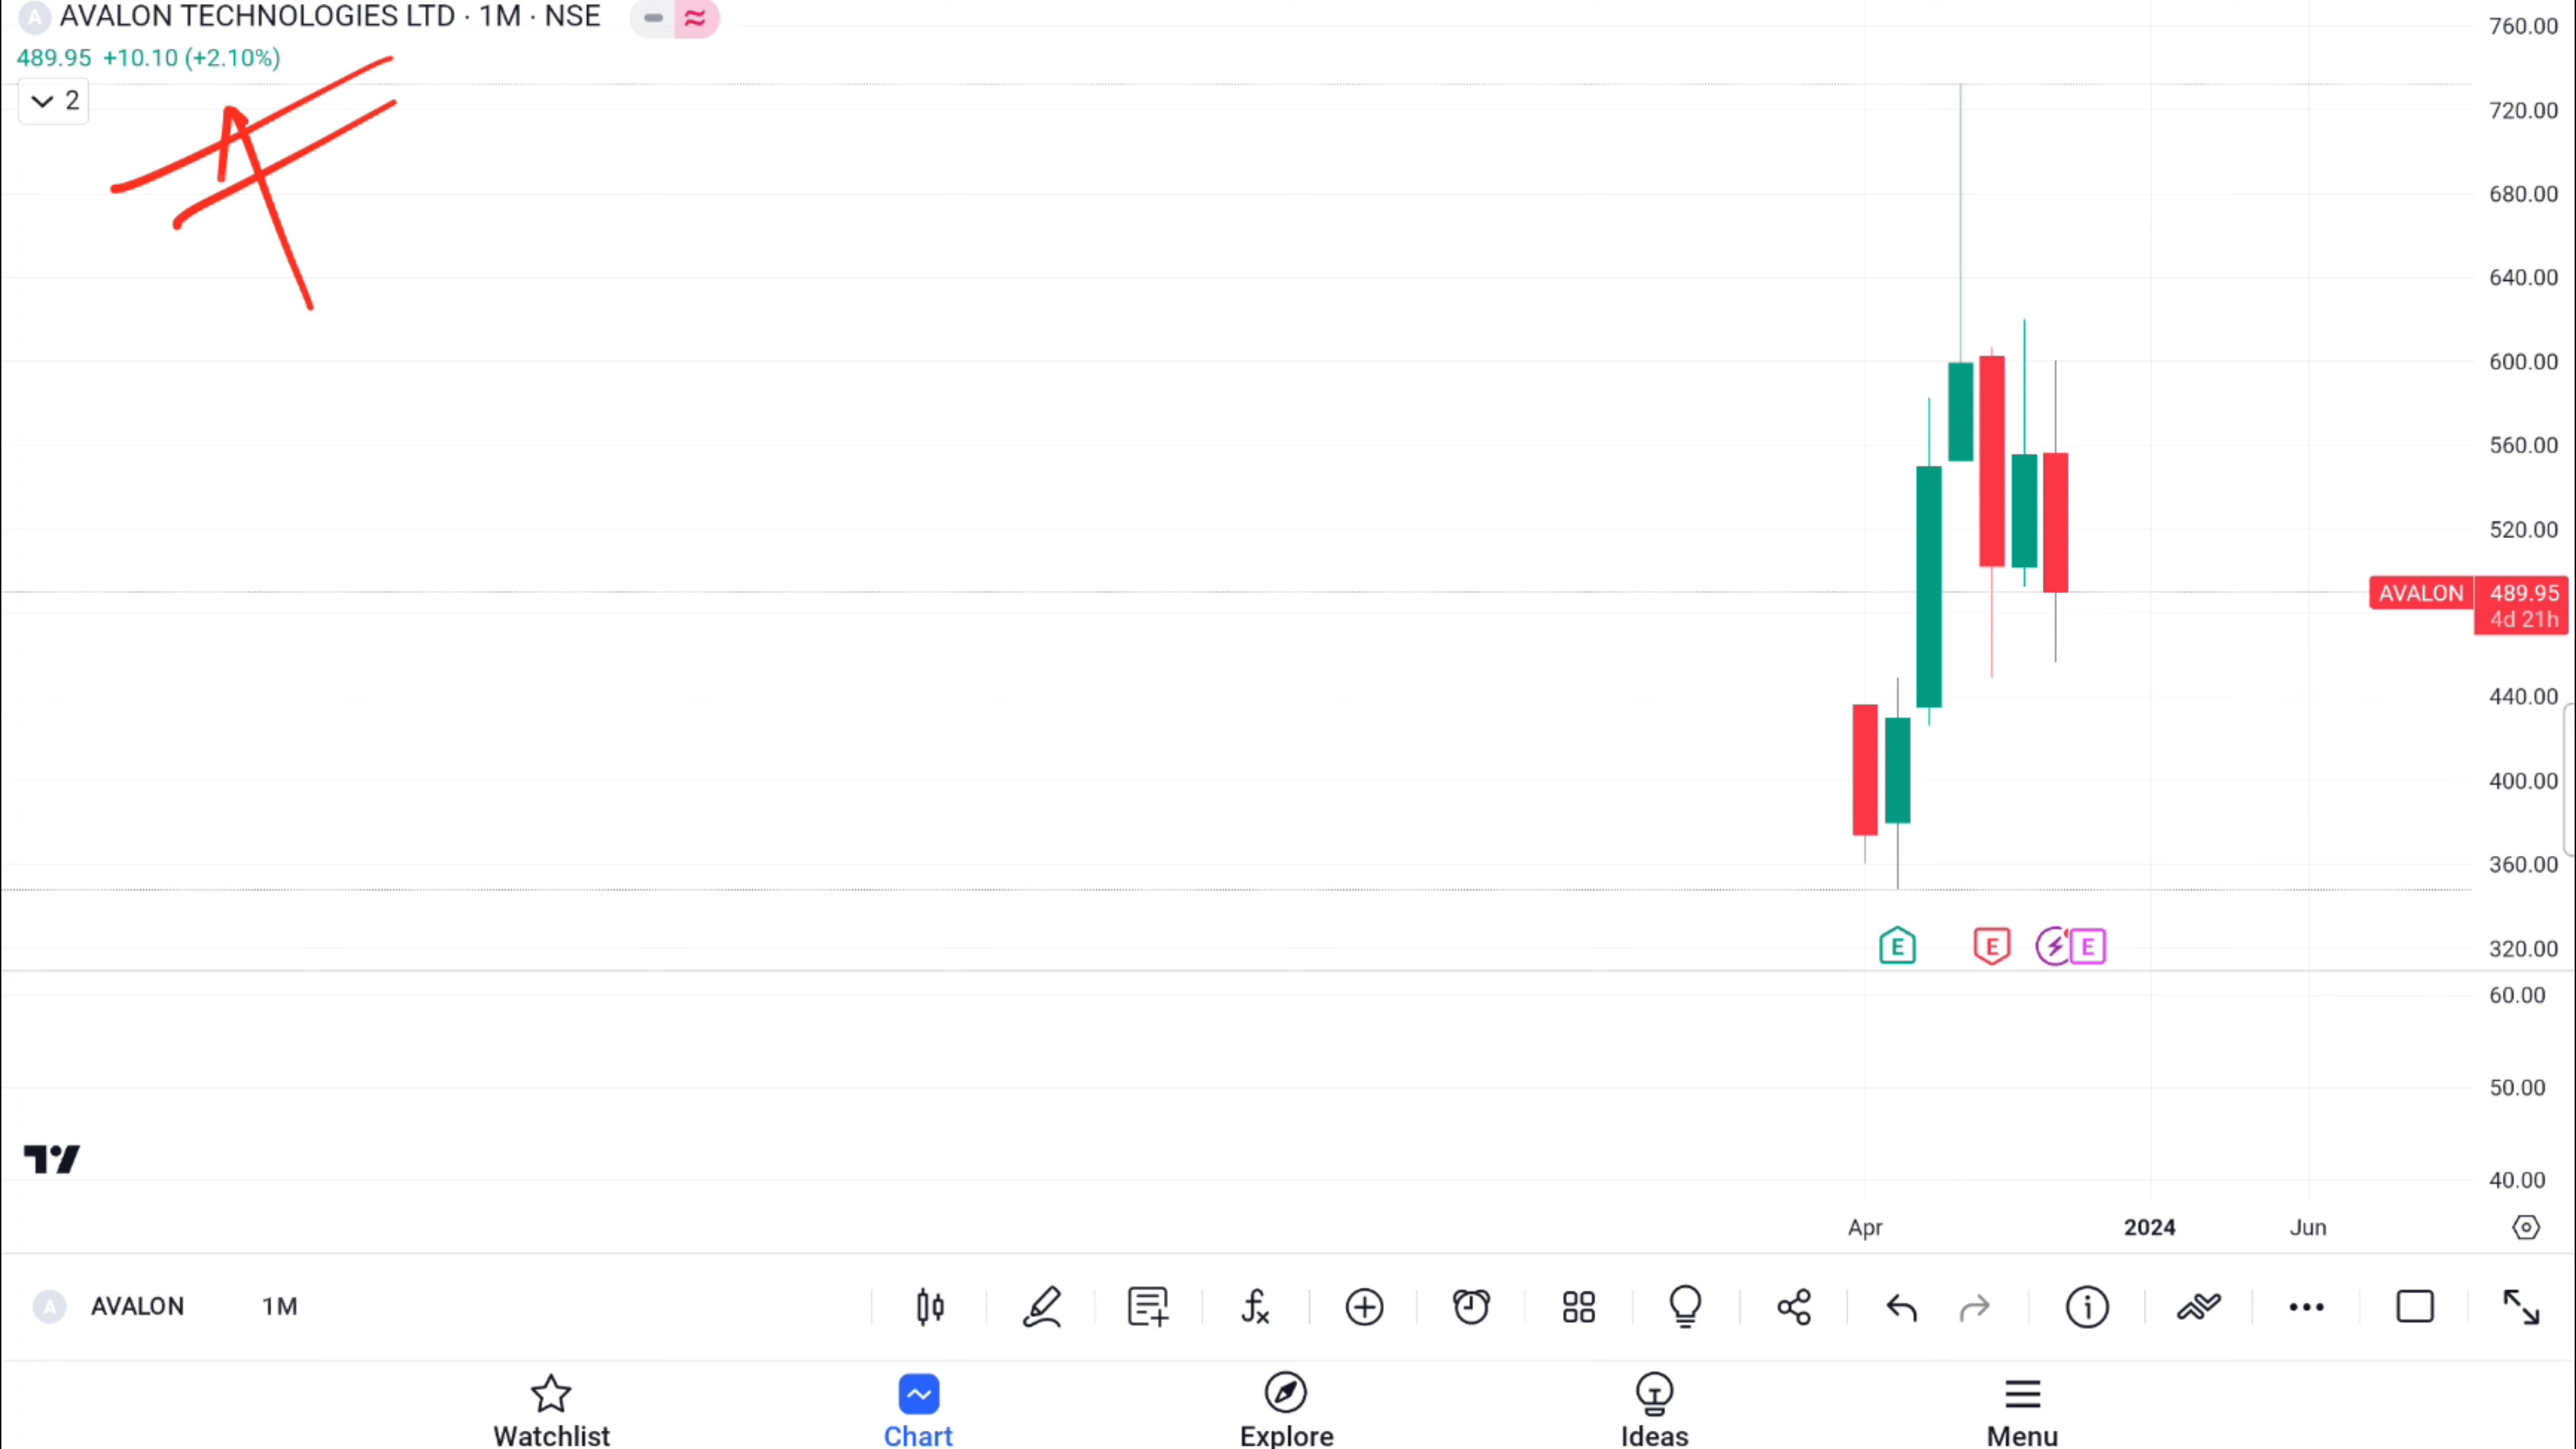 A AVALON TECHNOLOGIES LTD · 1M · NSE
489.95 +10.10 (+2.10%)
2
760.00
720.00
680.00
640.00
600.00
560.00
520.00
AVALON 489.95
4d 21h
440.00
400.00
360.00
320.00
E E E
60.00
50.00
40.00
Apr 2024 Jun
A AVALON 1M
Watchlist Chart Explore Ideas Menu